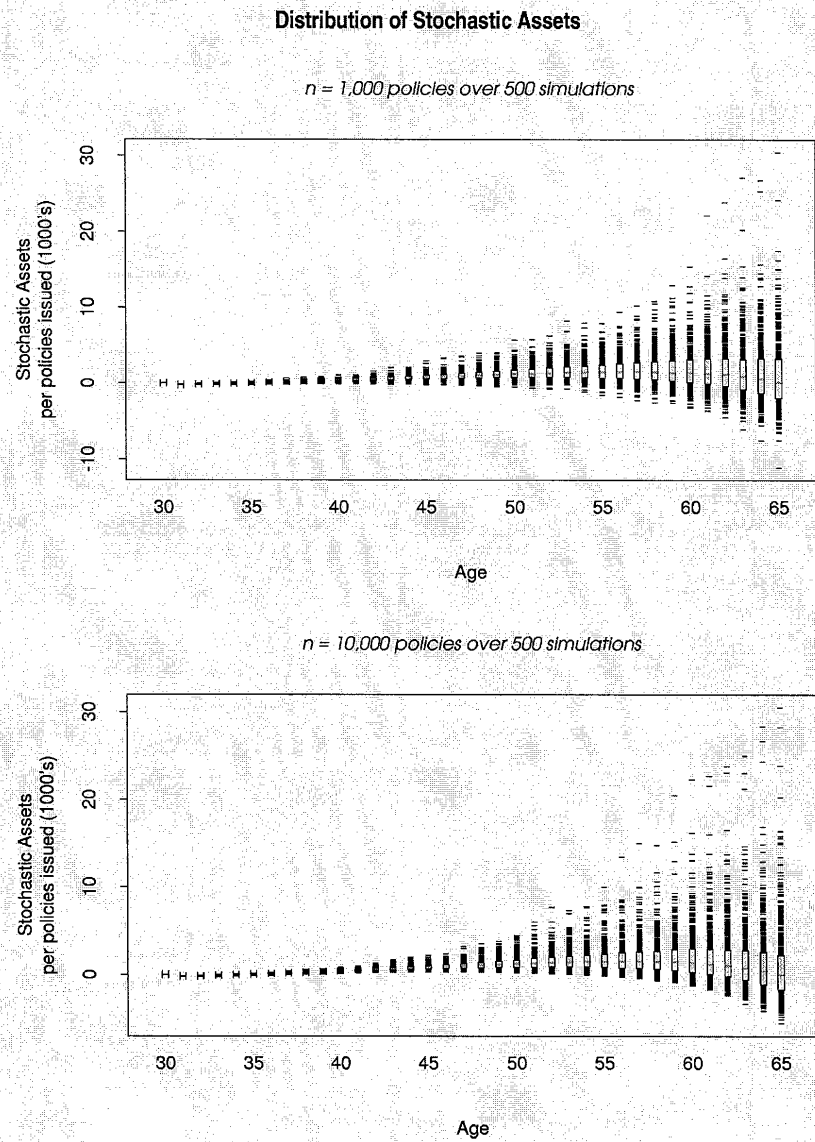 Distribution of Stochastic Assets
n = 1,000 policies over 500 simulations
Stochastic Assets
per policies issued (1000's)
30
20
10
0
-10
30 35 40 45 50 55 60 65
Age
n = 10,000 policies over 500 simulations
Stochastic Assets
per policies issued (1000's)
30
20
10
0
30 35 40 45 50 55 60 65
Age